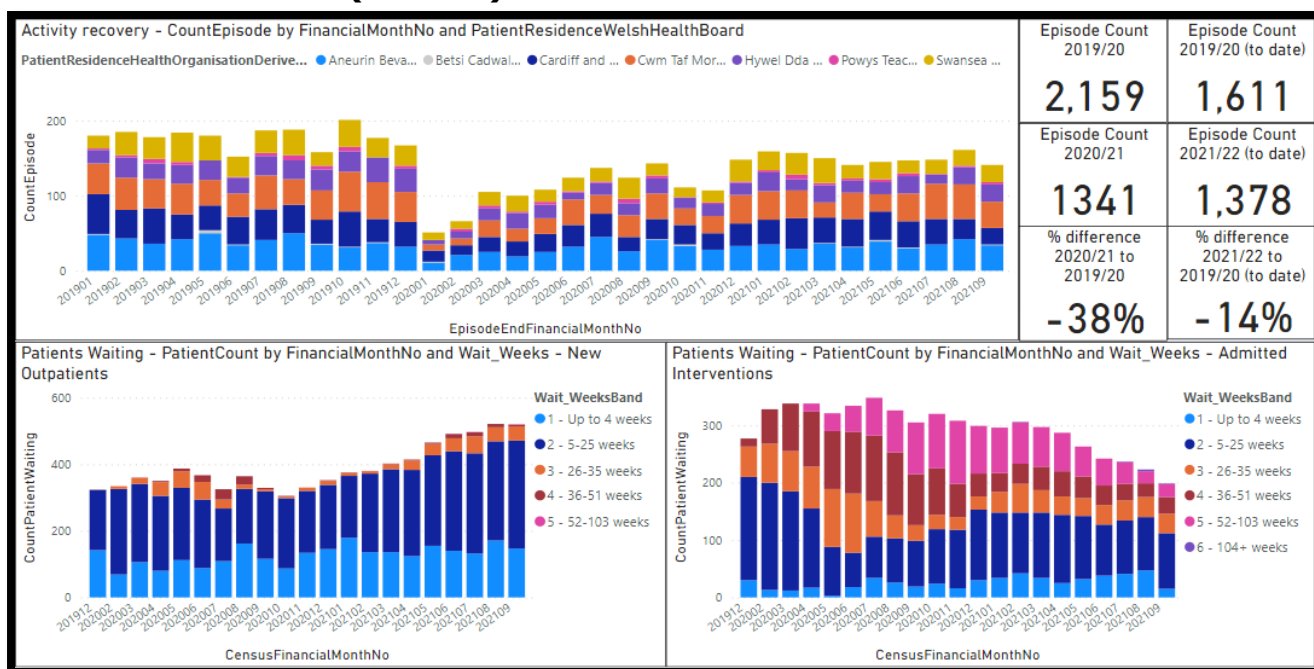 Activity recovery - CountEpisode by FinancialMonthNo and PatientResidenceWelshHealthBoard
PatientResidenceHealthOrganisationDerive... Aneurin Beva... Betsi Cadwal... Cardiff and ... Cwm Taf Mor... Hywel Dda ... Powys Teac... Swansea ...
CountEpisode
200
100
0
201901 201902 201903 201904 201905 201906 201907 201908 201909 201910 201911 201912 202001 202002 202003 202004 202005 202006 202007 202008 202009 202010 202011 202012 202101 202102 202103 202104 202105 202106 202107 202108 202109
EpisodeEndFinancialMonthNo
Episode Count
2019/20
2,159
Episode Count
2019/20 (to date)
1,611
Episode Count
2020/21
1341
Episode Count
2021/22 (to date)
1,378
% difference
2020/21 to
2019/20
-38%
% difference
2021/22 to
2019/20 (to date)
-14%
Patients Waiting - PatientCount by FinancialMonthNo and Wait_Weeks - New
Outpatients
CountPatientWaiting
600
400
200
0
201912 202002 202003 202004 202005 202006 202007 202008 202009 202010 202011 202012 202101 202102 202103 202104 202105 202106 202107 202108 202109
CensusFinancialMonthNo
Wait_WeeksBand
1 - Up to 4 weeks
2 - 5-25 weeks
3 - 26-35 weeks
4 - 36-51 weeks
5 - 52-103 weeks
Patients Waiting - PatientCount by FinancialMonthNo and Wait_Weeks - Admitted
Interventions
CountPatientWaiting
300
200
100
0
201912 202002 202003 202004 202005 202006 202007 202008 202009 202010 202011 202012 202101 202102 202103 202104 202105 202106 202107 202108 202109
CensusFinancialMonthNo
Wait_WeeksBand
1 - Up to 4 weeks
2 - 5-25 weeks
3 - 26-35 weeks
4 - 36-51 weeks
5 - 52-103 weeks
6 - 104+ weeks